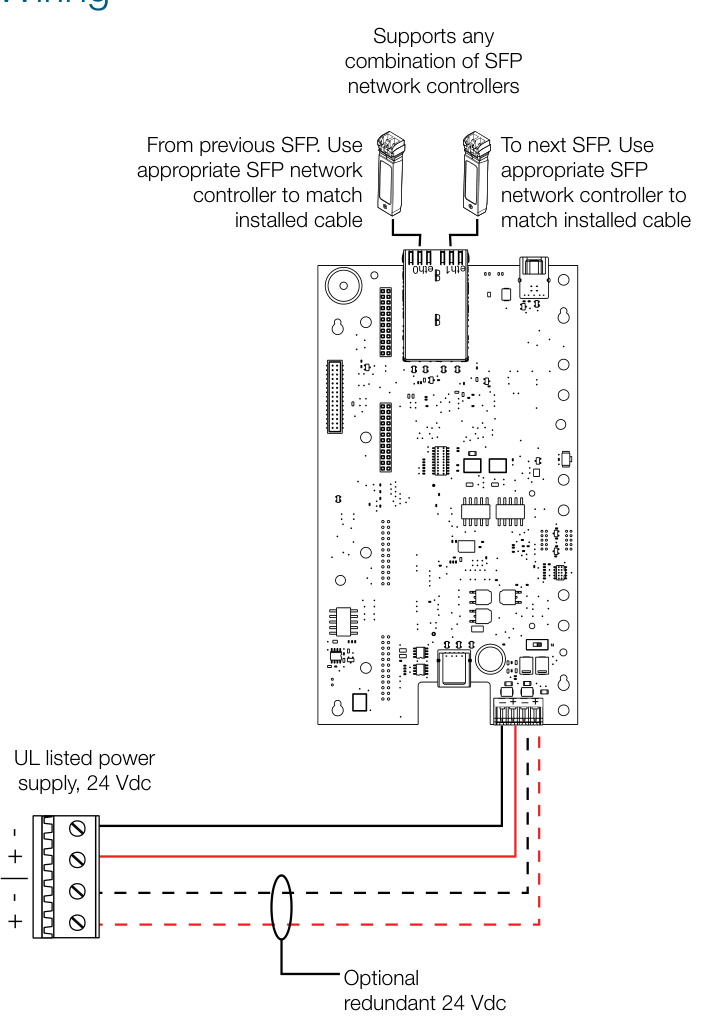 Wiring
Supports any
combination of SFP
network controllers
From previous SFP. Use
appropriate SFP network
controller to match
installed cable
To next SFP. Use
appropriate SFP
network controller to
match installed cable
eth0
eth1
− + − +
UL listed power
supply, 24 Vdc
-
+
-
+
Optional
redundant 24 Vdc